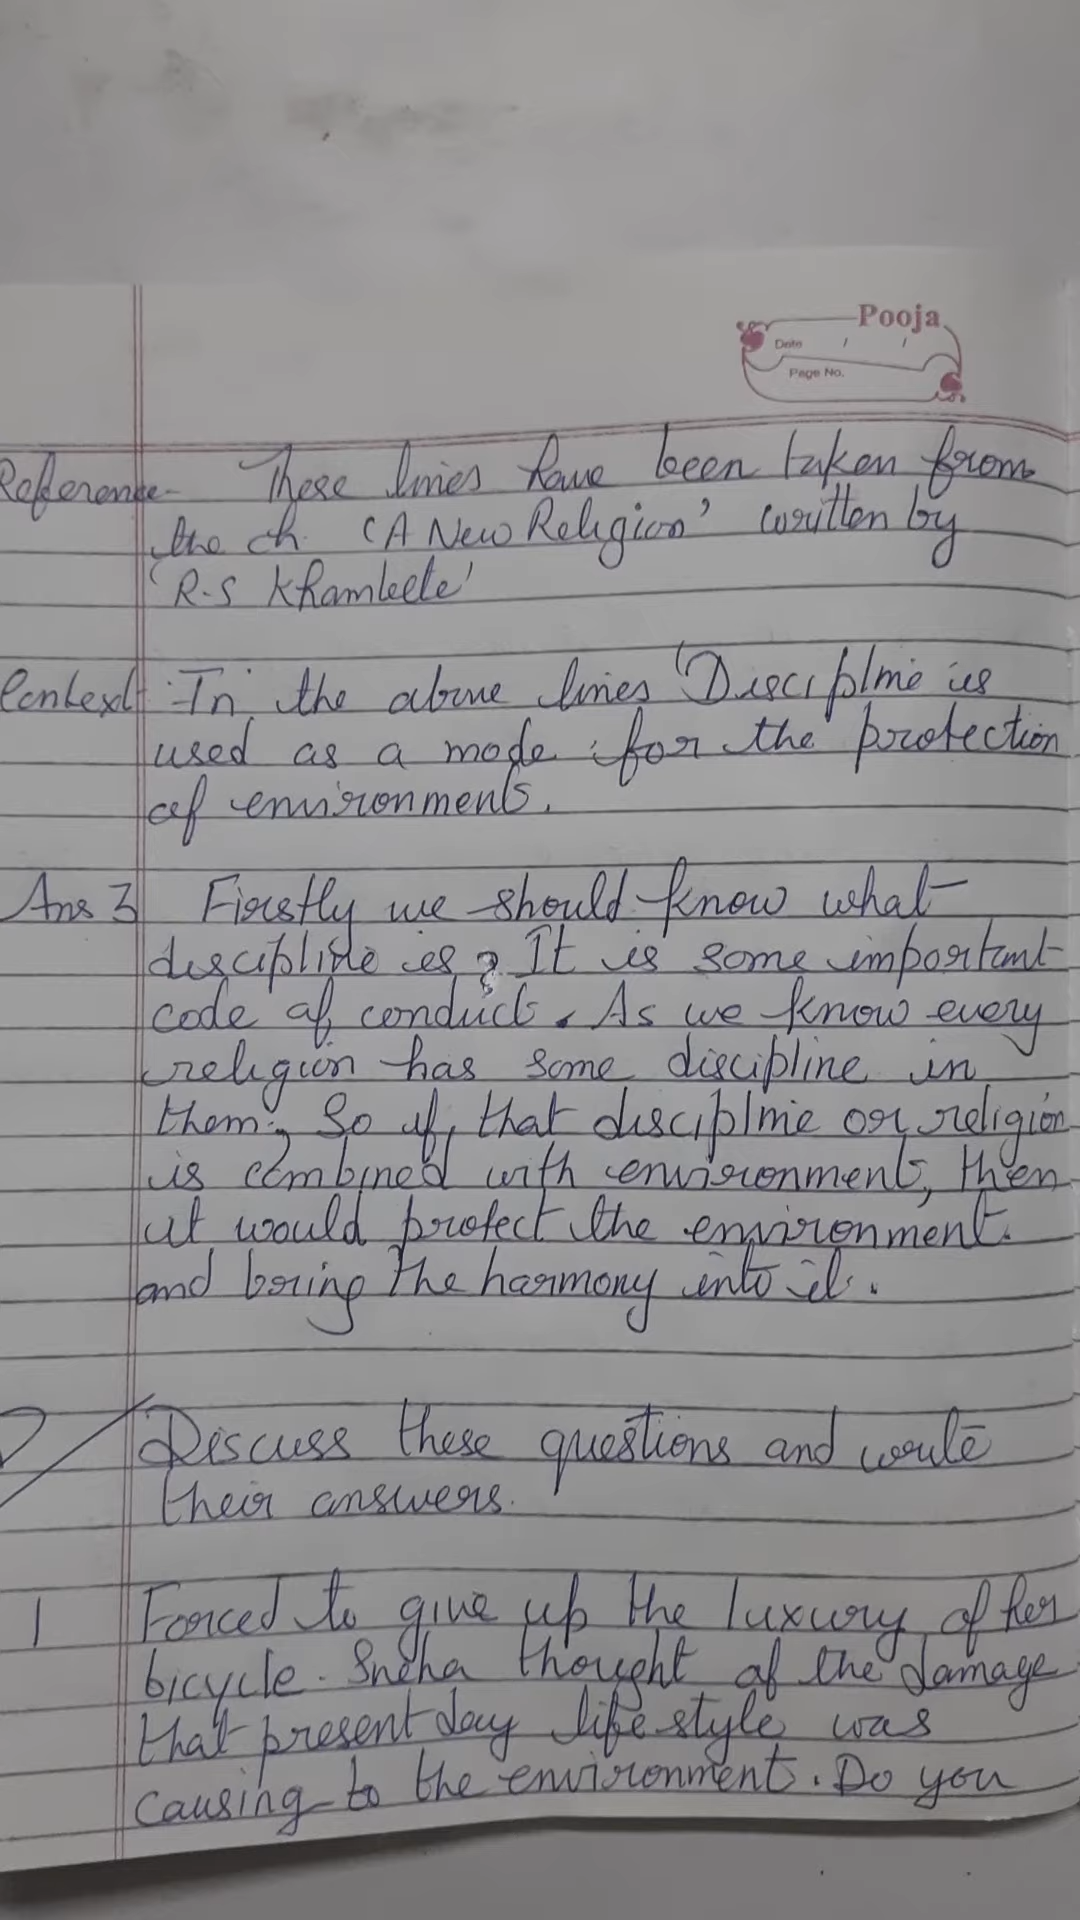 Pooja
Date / /
Page No.
Reference- These lines have been taken from
the ch. 'A New Religion' written by
'R.S Khamleete'
Context In the above lines 'Discipline is
used as a mode for the protection
of environment.
Ans 3 Firstly we should know what
discipline is? It is some important
code of conduct. As we know every
religion has some discipline in
them. So if, that discipline or religion
is combined with environment, then
it would protect the environment.
and bring the harmony into it.
Discuss these questions and write
their answers.
1 Forced to give up the luxury of her
bicycle. Sneha thought of the damage
that present day life style was
causing to the environment. Do you